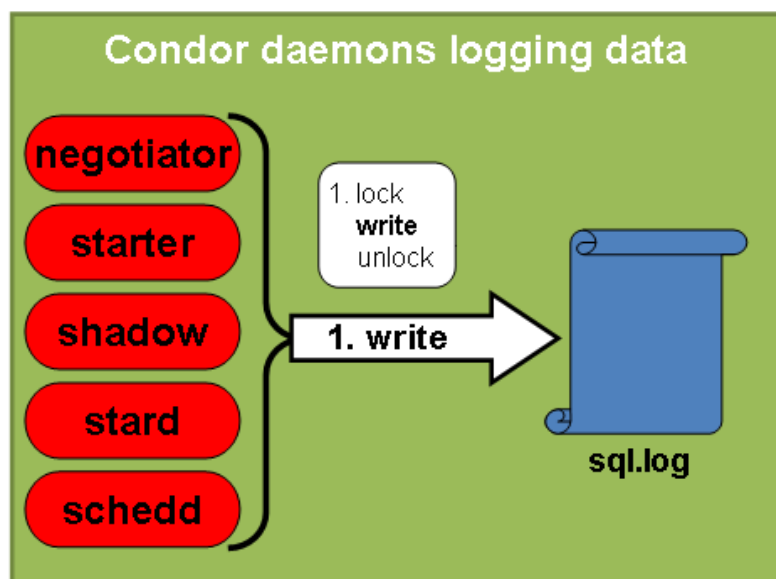 Condor daemons logging data
negotiator
starter
shadow
stard
schedd
1. lock
write
unlock
1. write
sql.log